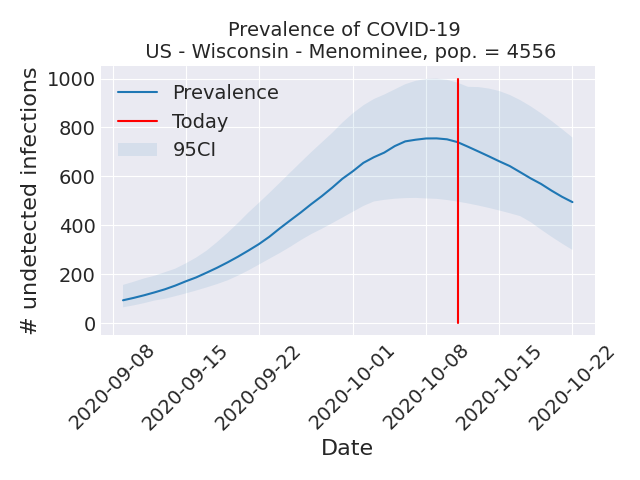 Prevalence of COVID-19
US - Wisconsin - Menominee, pop. = 4556
# undetected infections
1000
800
600
400
200
0
Prevalence
Today
95CI
2020-09-08
2020-09-15
2020-09-22
2020-10-01
2020-10-08
2020-10-15
2020-10-22
Date